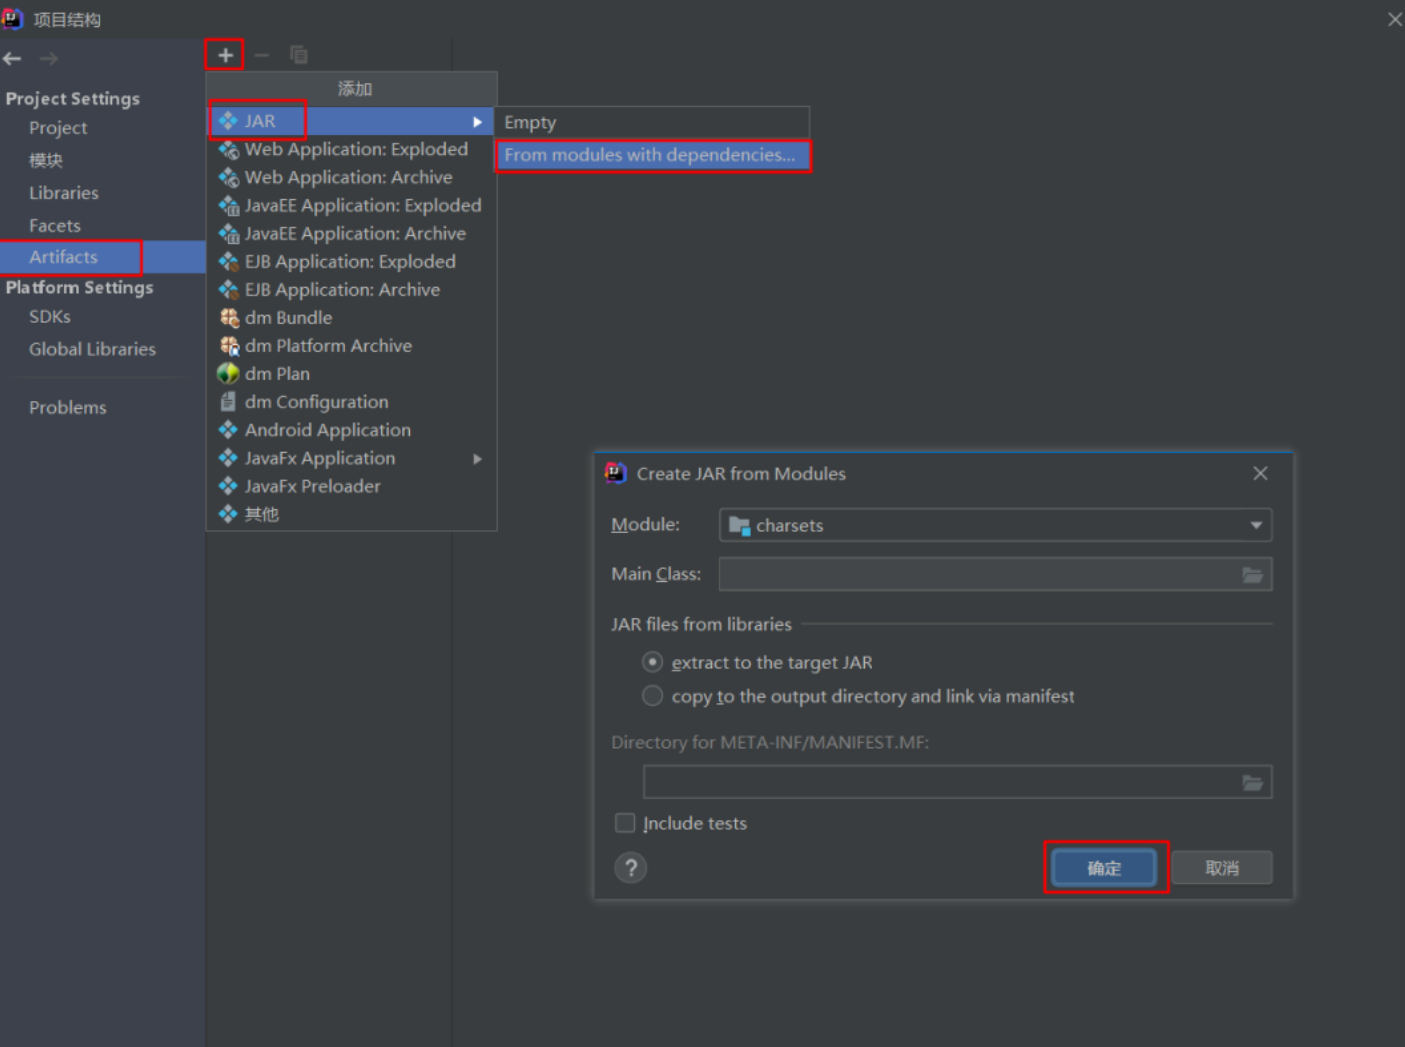 项目结构
Project Settings
Project
模块
Libraries
Facets
Artifacts
Platform Settings
SDKs
Global Libraries
Problems
添加
JAR
Web Application: Exploded
Web Application: Archive
JavaEE Application: Exploded
JavaEE Application: Archive
EJB Application: Exploded
EJB Application: Archive
dm Bundle
dm Platform Archive
dm Plan
dm Configuration
Android Application
JavaFx Application
JavaFx Preloader
其他
Empty
From modules with dependencies...
Create JAR from Modules
Module: charsets
Main Class:
JAR files from libraries
extract to the target JAR
copy to the output directory and link via manifest
Directory for META-INF/MANIFEST.MF:
Include tests
? 确定 取消